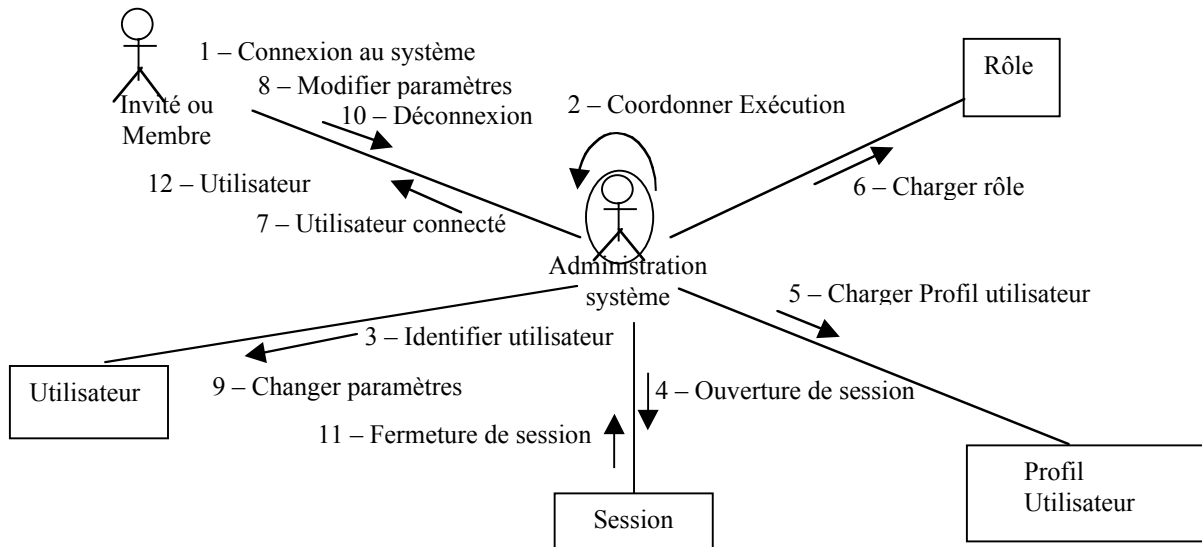 1 – Connexion au système
8 – Modifier paramètres
10 – Déconnexion
Invité ou
Membre
12 – Utilisateur
7 – Utilisateur connecté
2 – Coordonner Exécution
Rôle
6 – Charger rôle
Administration
système
5 – Charger Profil utilisateur
3 – Identifier utilisateur
9 – Changer paramètres
Utilisateur
4 – Ouverture de session
11 – Fermeture de session
Session
Profil
Utilisateur